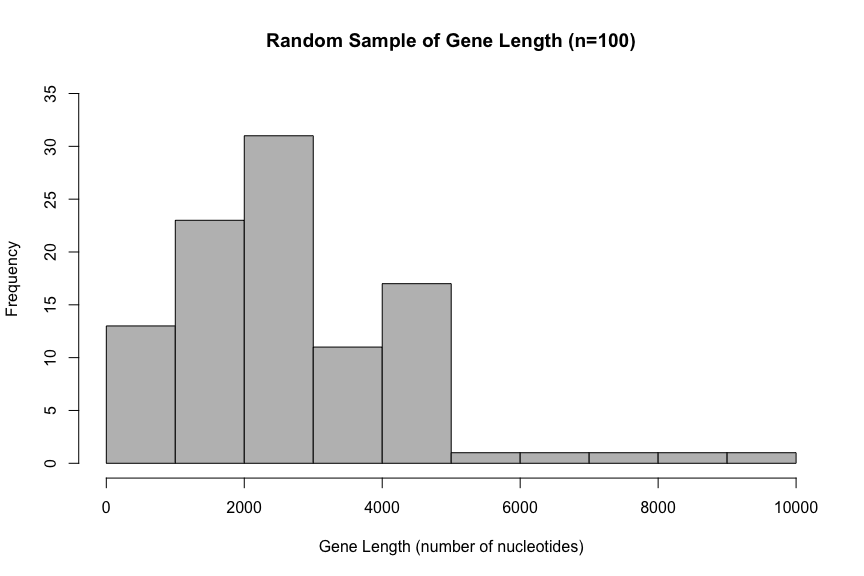 Random Sample of Gene Length (n=100)
35
30
25
20
15
10
5
0
Frequency
0 2000 4000 6000 8000 10000
Gene Length (number of nucleotides)